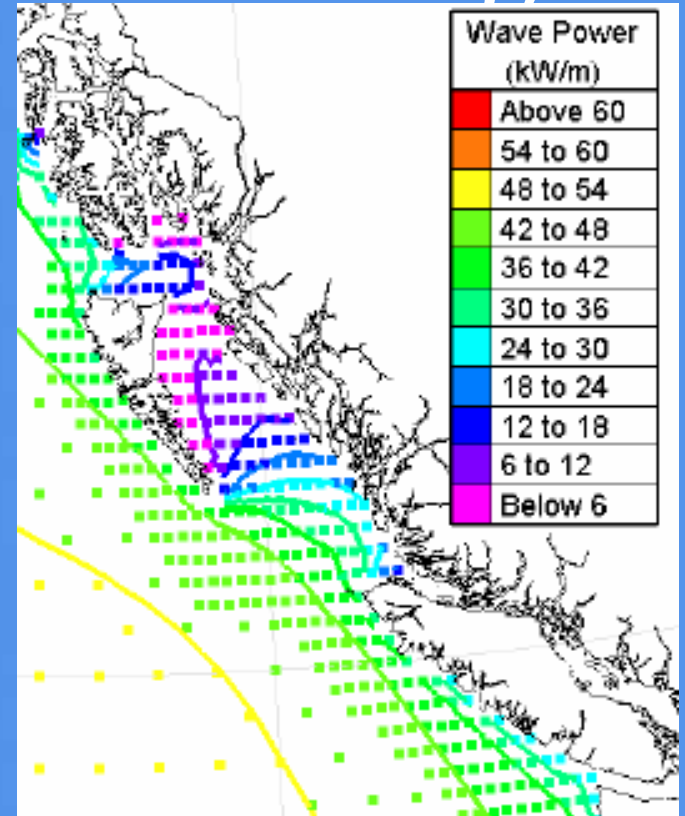 Wave Power
(kW/m)
Above 60
54 to 60
48 to 54
42 to 48
36 to 42
30 to 36
24 to 30
18 to 24
12 to 18
6 to 12
Below 6